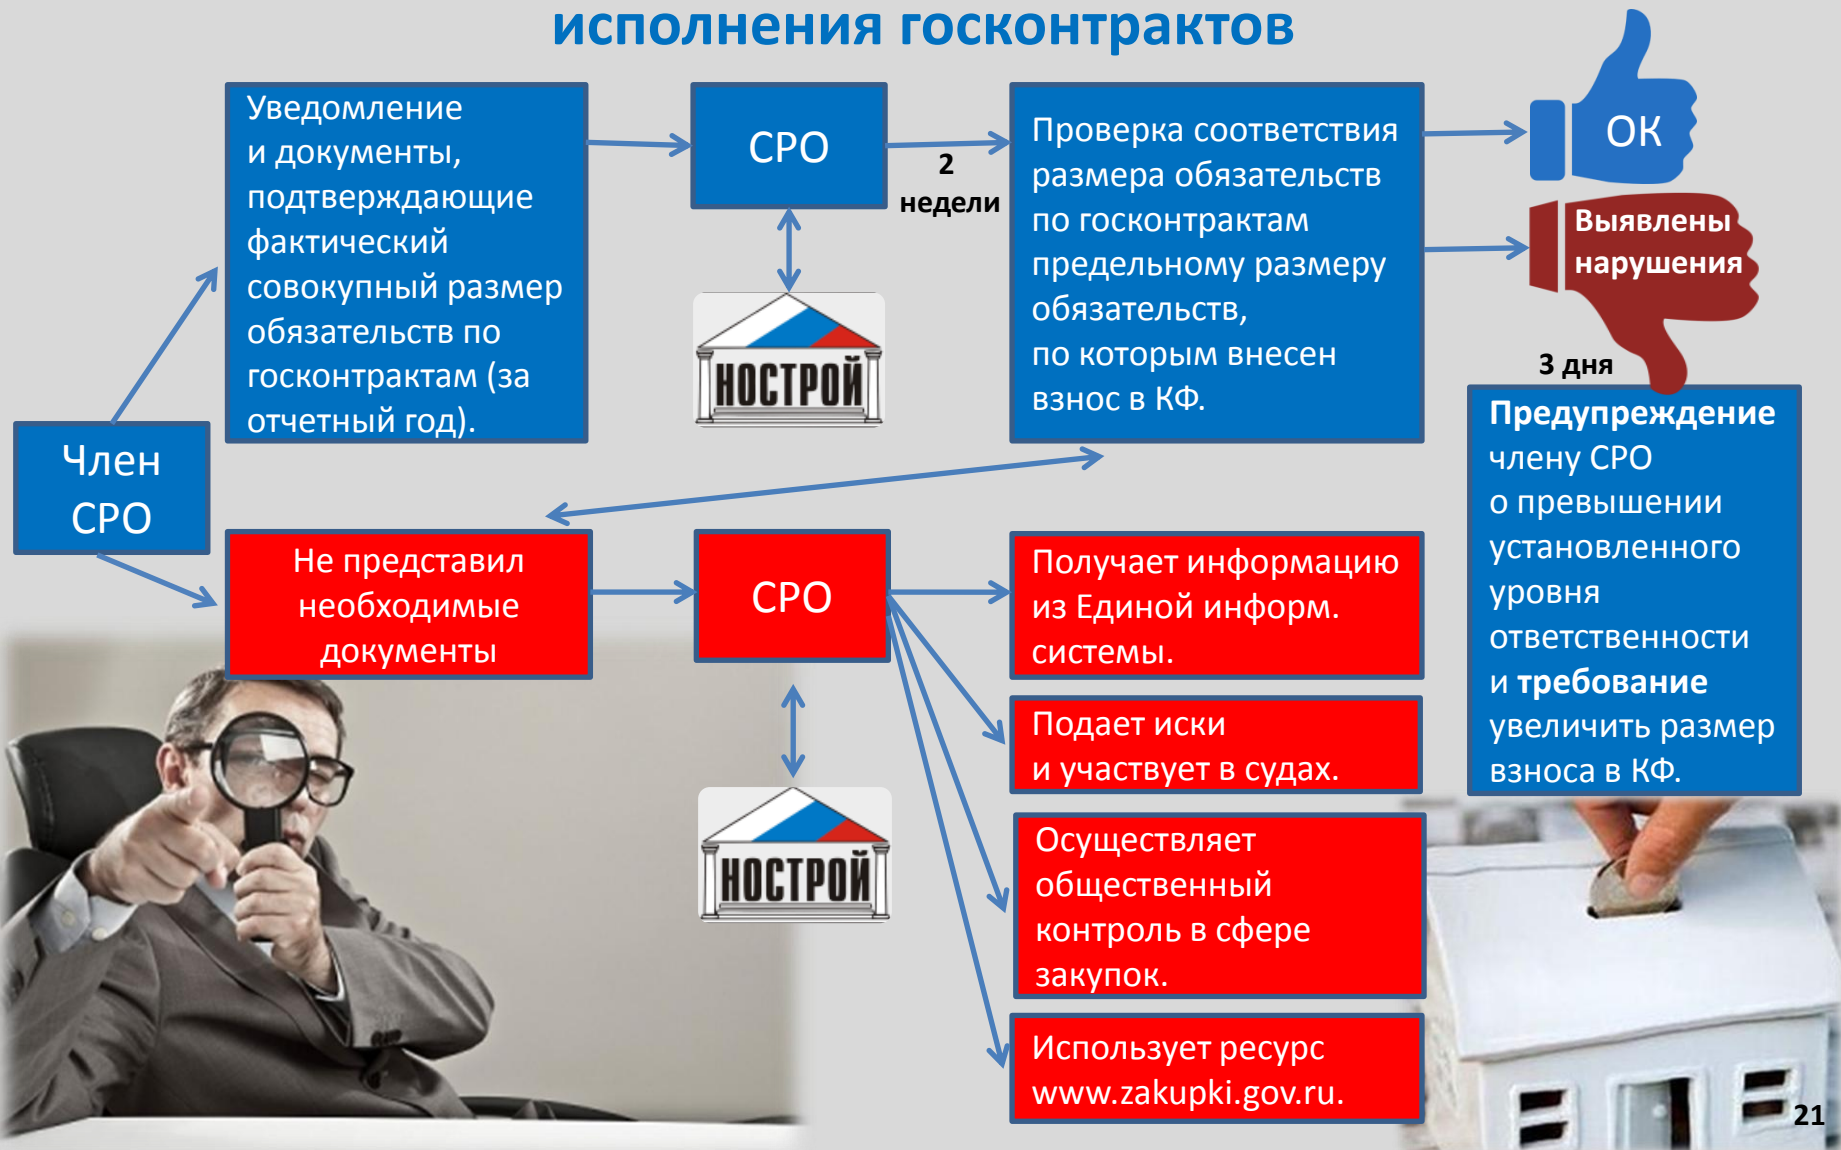 исполнения госконтрактов
Уведомление
и документы,
подтверждающие
фактический
совокупный размер
обязательств по
госконтрактам (за
отчетный год).
СРО
2
недели
Проверка соответствия
размера обязательств
по госконтрактам
предельному размеру
обязательств,
по которым внесен
взнос в КФ.
ОК
Выявлены
нарушения
3 дня
НОСТРОЙ
Предупреждение
члену СРО
о превышении
установленного
уровня
ответственности
и требование
увеличить размер
взноса в КФ.
Член
СРО
Не представил
необходимые
документы
СРО
НОСТРОЙ
Получает информацию
из Единой информ.
системы.
Подает иски
и участвует в судах.
Осуществляет
общественный
контроль в сфере
закупок.
Использует ресурс
www.zakupki.gov.ru.
21